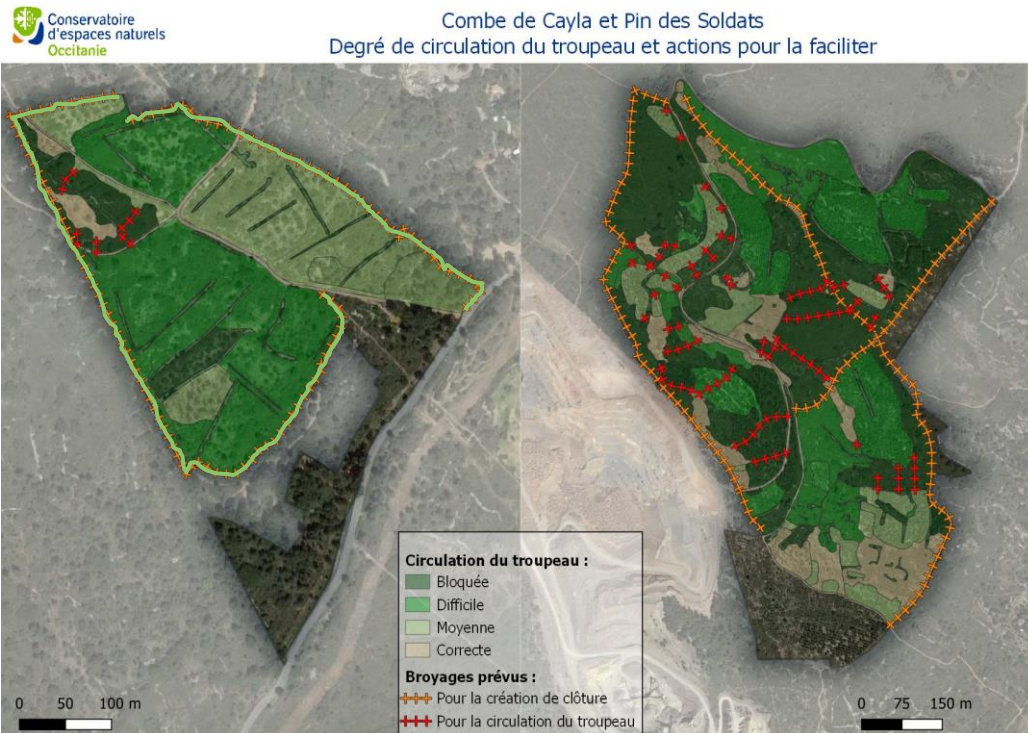 Conservatoire
d'espaces naturels
Occitanie
Combe de Cayla et Pin des Soldats
Degré de circulation du troupeau et actions pour la faciliter
Circulation du troupeau :
Bloquée
Difficile
Moyenne
Correcte
Broyages prévus :
Pour la création de clôture
Pour la circulation du troupeau
0 50 100 m
0 75 150 m